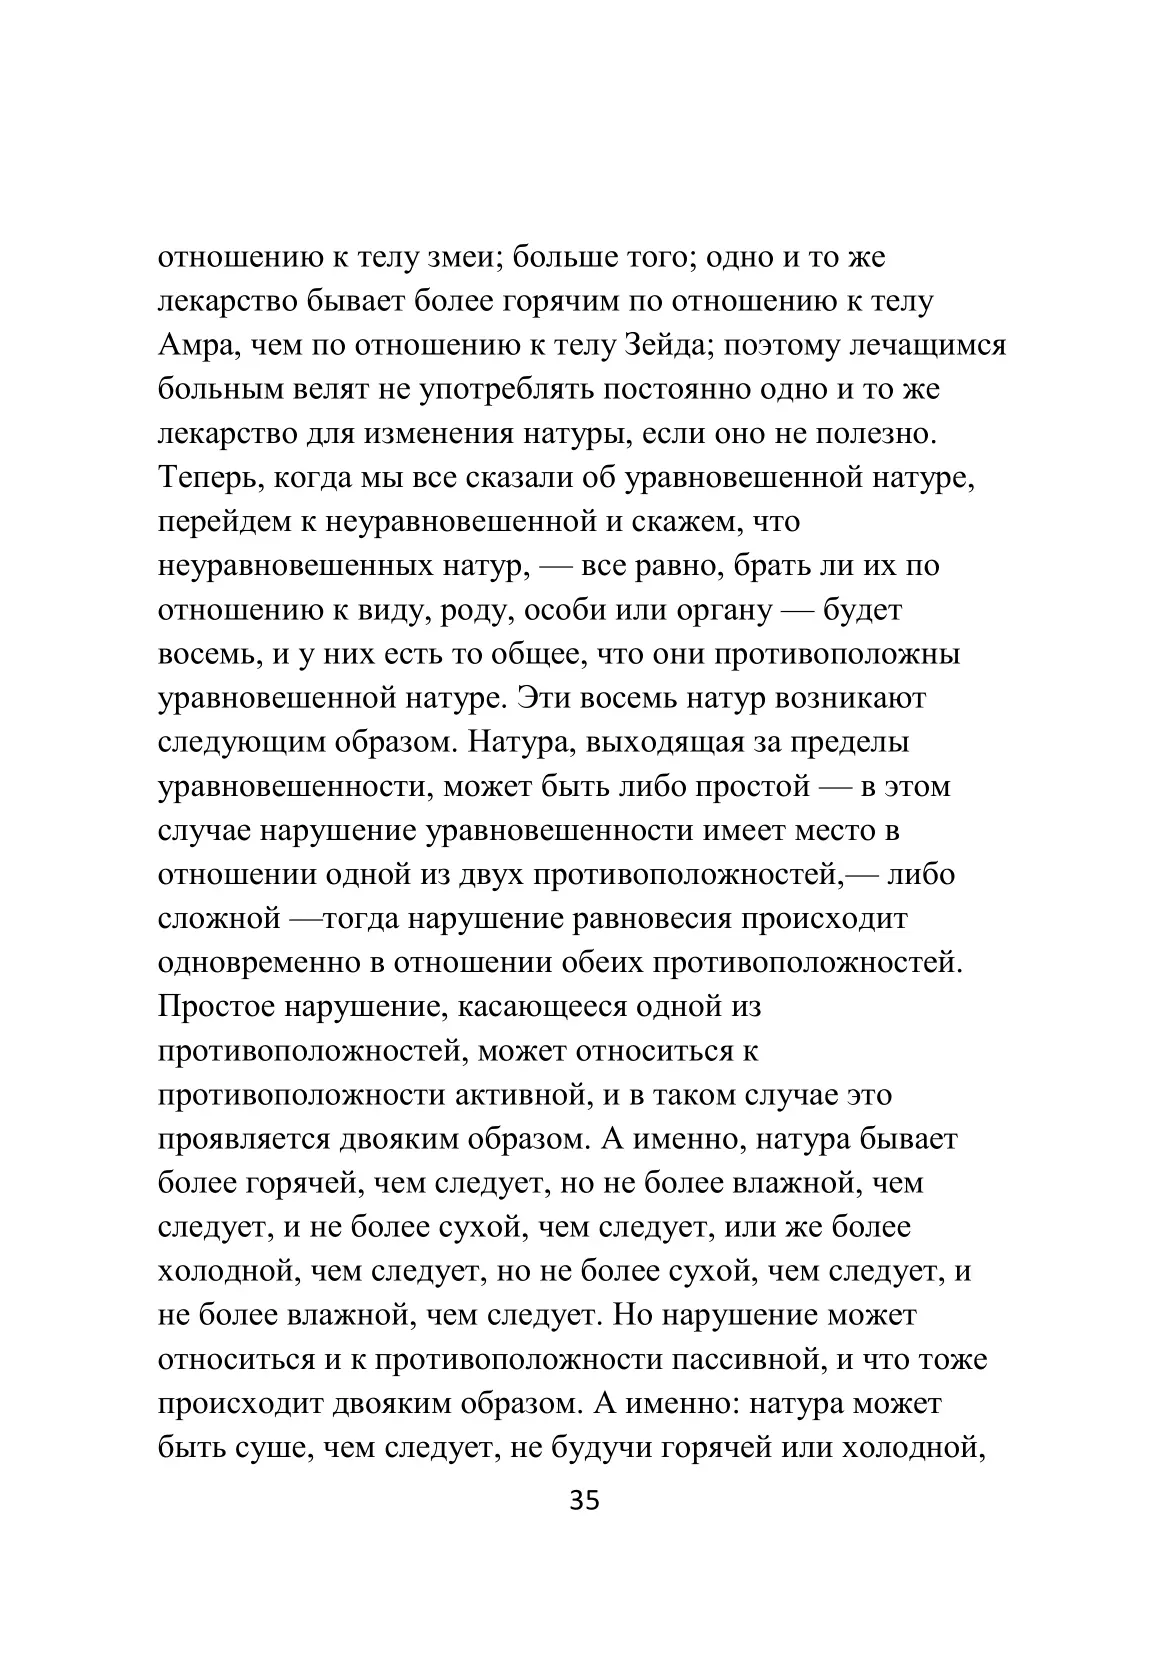 отношению к телу змеи; больше того; одно и то же
лекарство бывает более горячим по отношению к телу
Амра, чем по отношению к телу Зейда; поэтому лечащимся
больным велят не употреблять постоянно одно и то же
лекарство для изменения натуры, если оно не полезно.
Теперь, когда мы все сказали об уравновешенной натуре,
перейдем к неуравновешенной и скажем, что
неуравновешенных натур, — все равно, брать ли их по
отношению к виду, роду, особи или органу — будет
восемь, и у них есть то общее, что они противоположны
уравновешенной натуре. Эти восемь натур возникают
следующим образом. Натура, выходящая за пределы
уравновешенности, может быть либо простой — в этом
случае нарушение уравновешенности имеет место в
отношении одной из двух противоположностей,— либо
сложной —тогда нарушение равновесия происходит
одновременно в отношении обеих противоположностей.
Простое нарушение, касающееся одной из
противоположностей, может относиться к
противоположности активной, и в таком случае это
проявляется двояким образом. А именно, натура бывает
более горячей, чем следует, но не более влажной, чем
следует, и не более сухой, чем следует, или же более
холодной, чем следует, но не более сухой, чем следует, и
не более влажной, чем следует. Но нарушение может
относиться и к противоположности пассивной, и что тоже
происходит двояким образом. А именно: натура может
быть суше, чем следует, не будучи горячей или холодной,
35